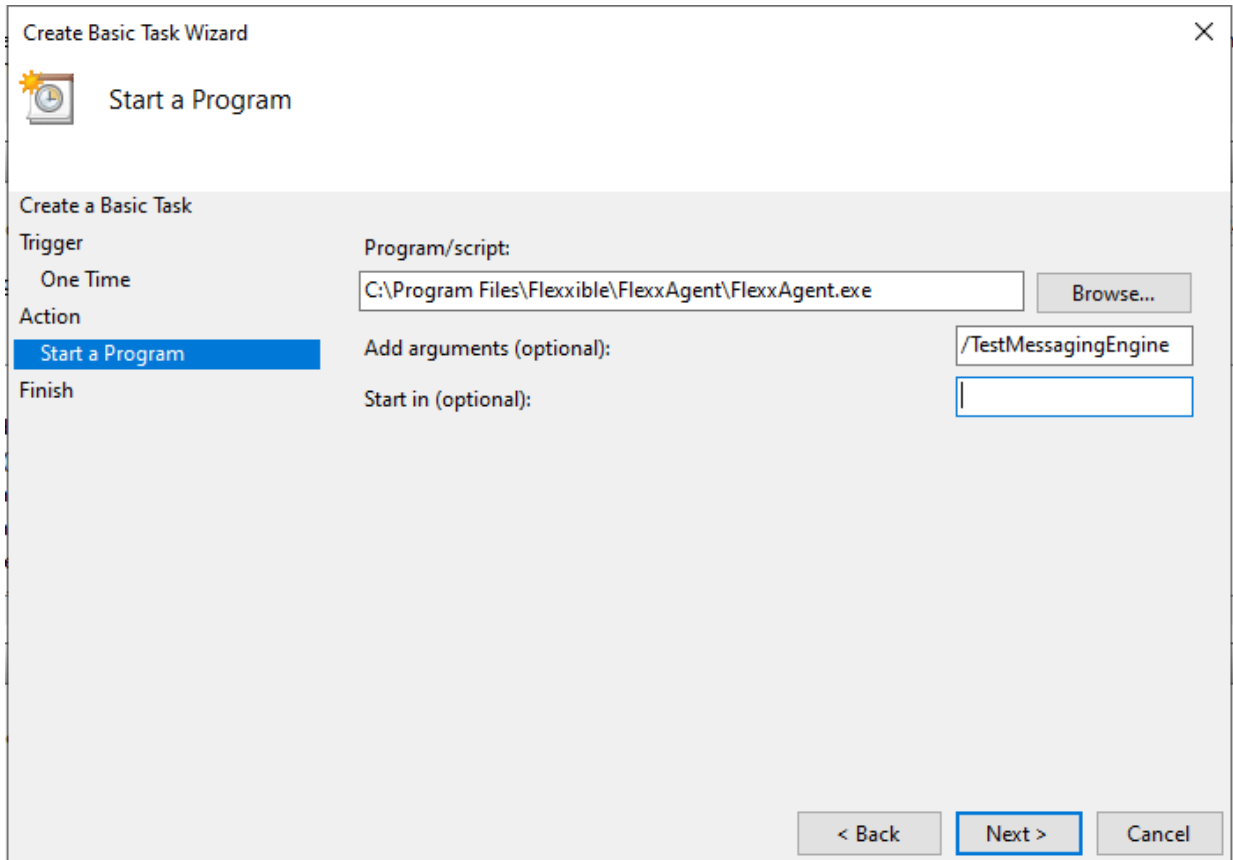 Create Basic Task Wizard
Start a Program
Create a Basic Task
Trigger
One Time
Action
Start a Program
Finish
Program/script:
C:\Program Files\Flexxible\FlexxAgent\FlexxAgent.exe
Browse...
Add arguments (optional):
/TestMessagingEngine
Start in (optional):
< Back
Next >
Cancel